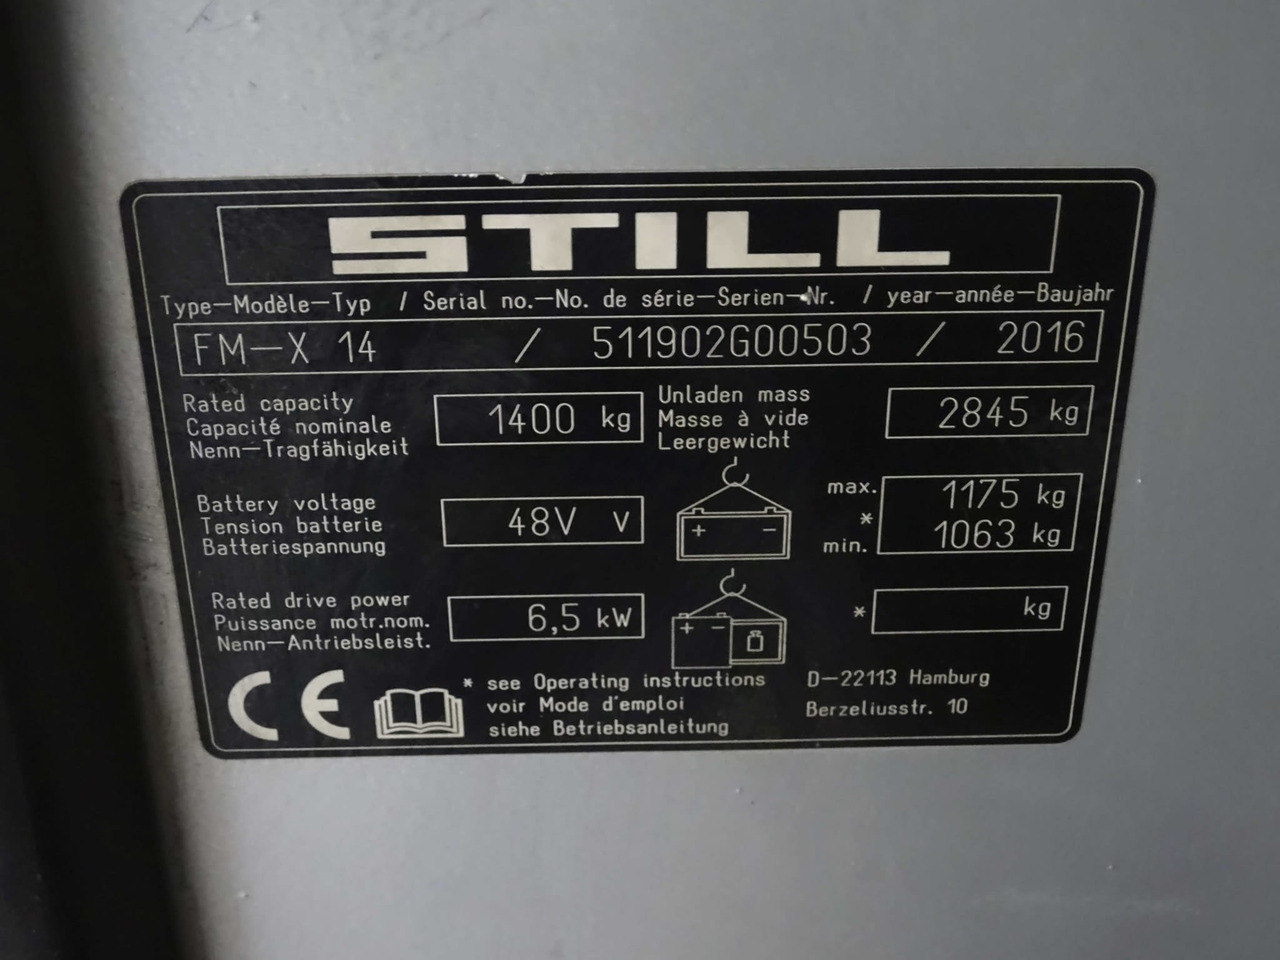 STILL
Type-Modèle-Typ / Serial no.-No. de série-Serien-Nr. / year-année-Baujahr
FM-X 14 / 511902G00503 / 2016
Rated capacity
Capacité nominale
Nenn-Tragfähigkeit
1400 kg
Unladen mass
Masse à vide
Leergewicht
2845 kg
Battery voltage
Tension batterie
Batteriespannung
48V V
+ -
max. 1175 kg
*
min. 1063 kg
Rated drive power
Puissance motr.nom.
Nenn-Antriebsleist.
6,5 kW
+ -
* kg
CE
* see Operating instructions
voir Mode d'emploi
siehe Betriebsanleitung
D-22113 Hamburg
Berzeliusstr. 10